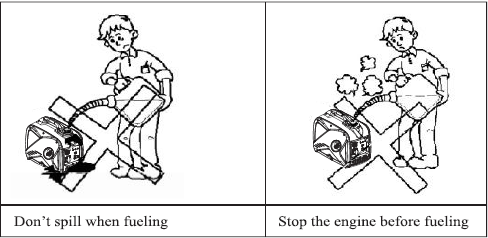 Don’t spill when fueling
Stop the engine before fueling